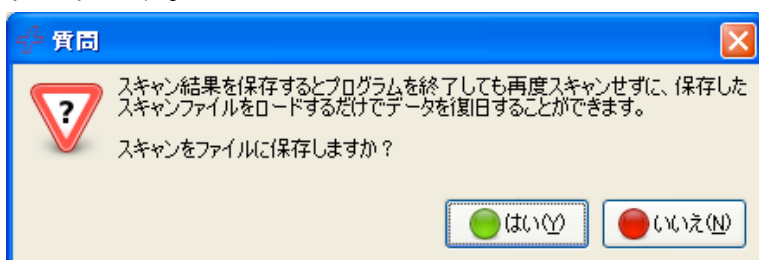 質問
スキャン結果を保存するとプログラムを終了しても再度スキャンせずに、保存した
スキャンファイルをロードするだけでデータを復旧することができます。
スキャンをファイルに保存しますか？
はい(Y) いいえ(N)